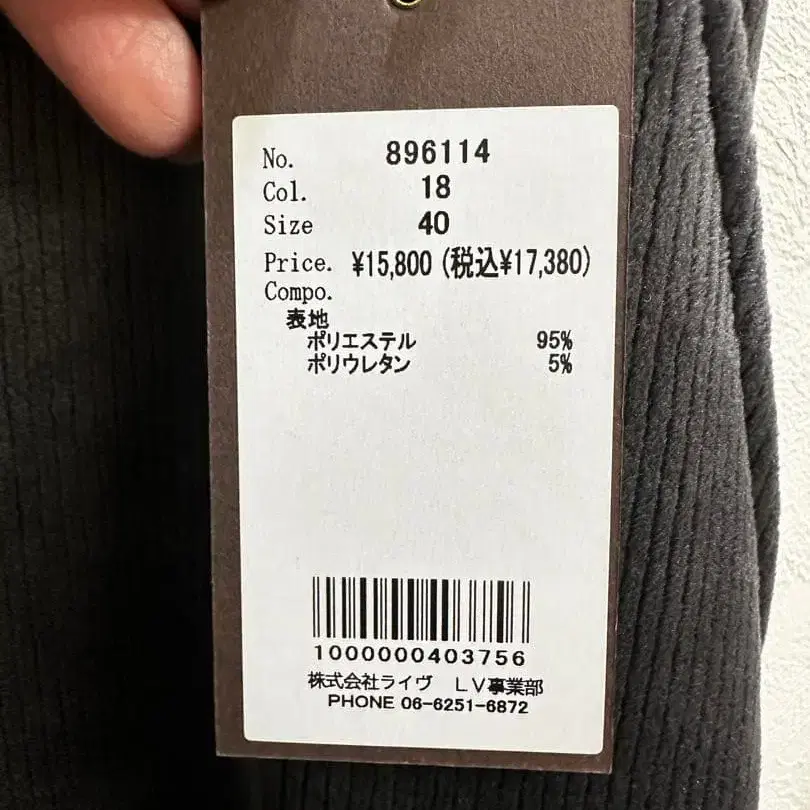 No. 896114
Col. 18
Size 40
Price. ¥15,800 (税込¥17,380)
Compo.
表地
ポリエステル 95%
ポリウレタン 5%
1000000403756
株式会社ライヴ ＬＶ事業部
PHONE 06-6251-6872